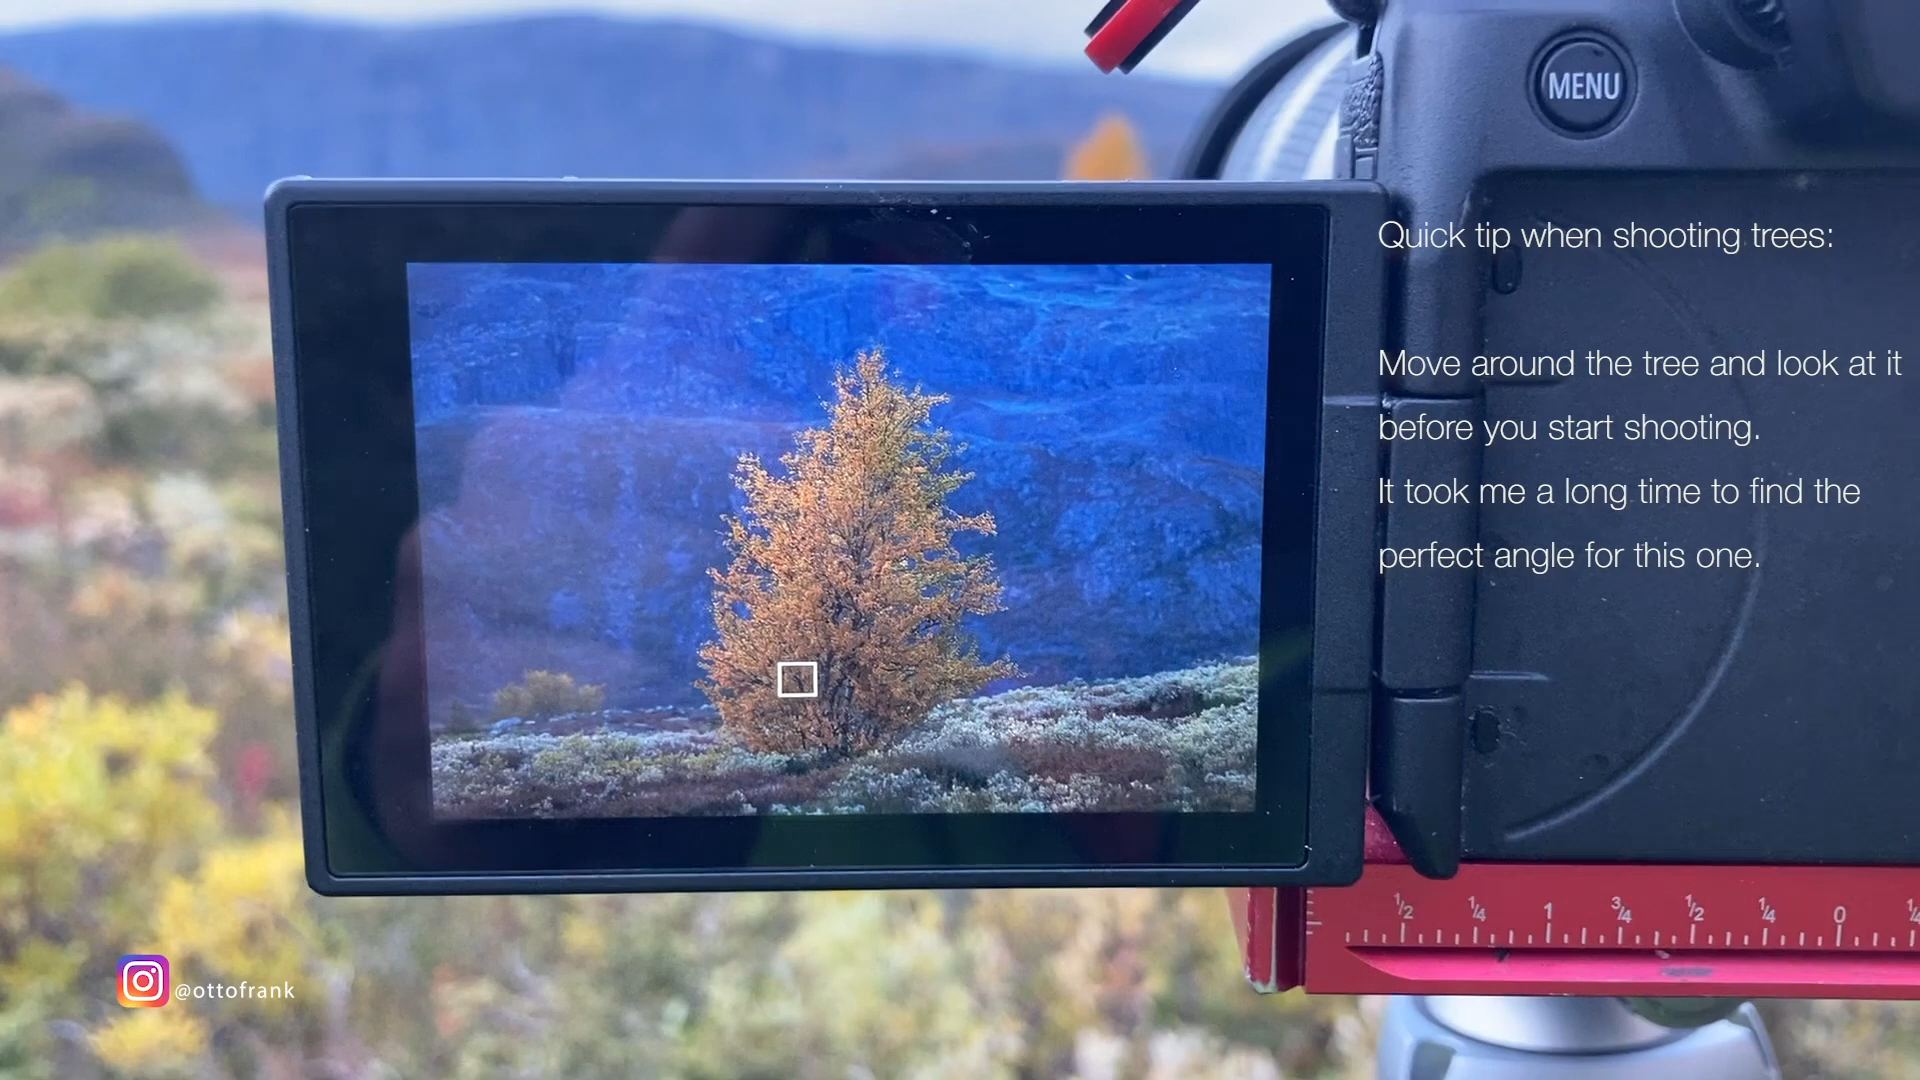 MENU
Quick tip when shooting trees:
Move around the tree and look at it
before you start shooting.
It took me a long time to find the
perfect angle for this one.
1/2 1/4 1 3/4 1/2 1/4 0
@ottofrank